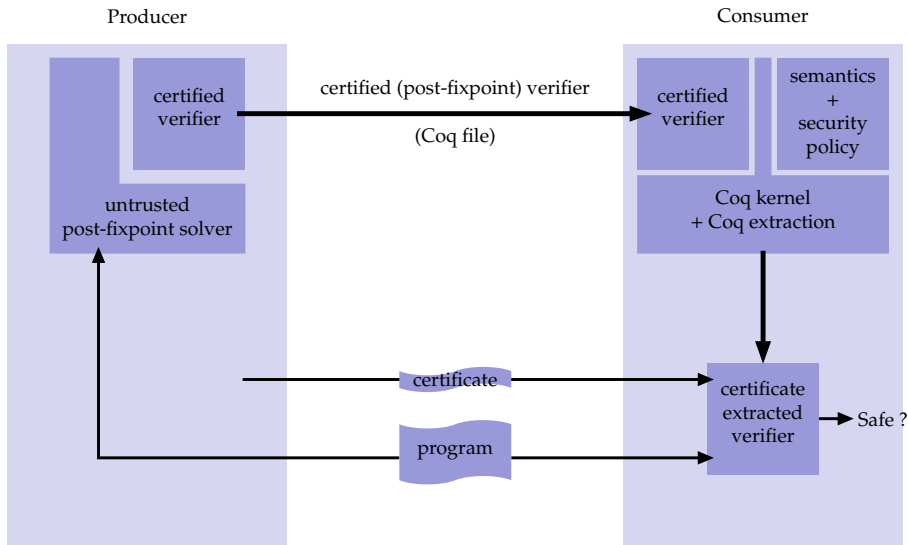 Producer
Consumer
certified
verifier
certified (post-fixpoint) verifier
(Coq file)
certified
verifier
semantics
+
security
policy
untrusted
post-fixpoint solver
Coq kernel
+ Coq extraction
certificate
certificate
extracted
verifier
Safe ?
program